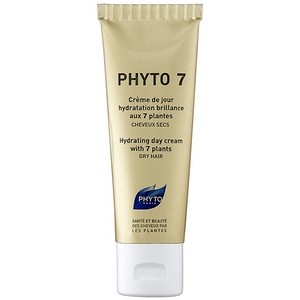 PHYTO 7
Crème de jour
hydratation brillance
aux 7 plantes
CHEVEUX SECS
Hydrating day cream
with 7 plants
DRY HAIR
PHYTO
PARIS
SANTÉ ET BEAUTÉ
DES CHEVEUX PAR
LES PLANTES